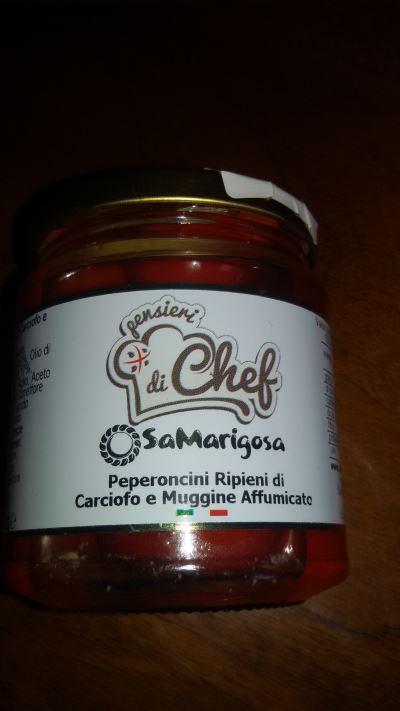 pensieri
di Chef
SaMarigosa
Peperoncini Ripieni di
Carciofo e Muggine Affumicato
Olio di
Aceto